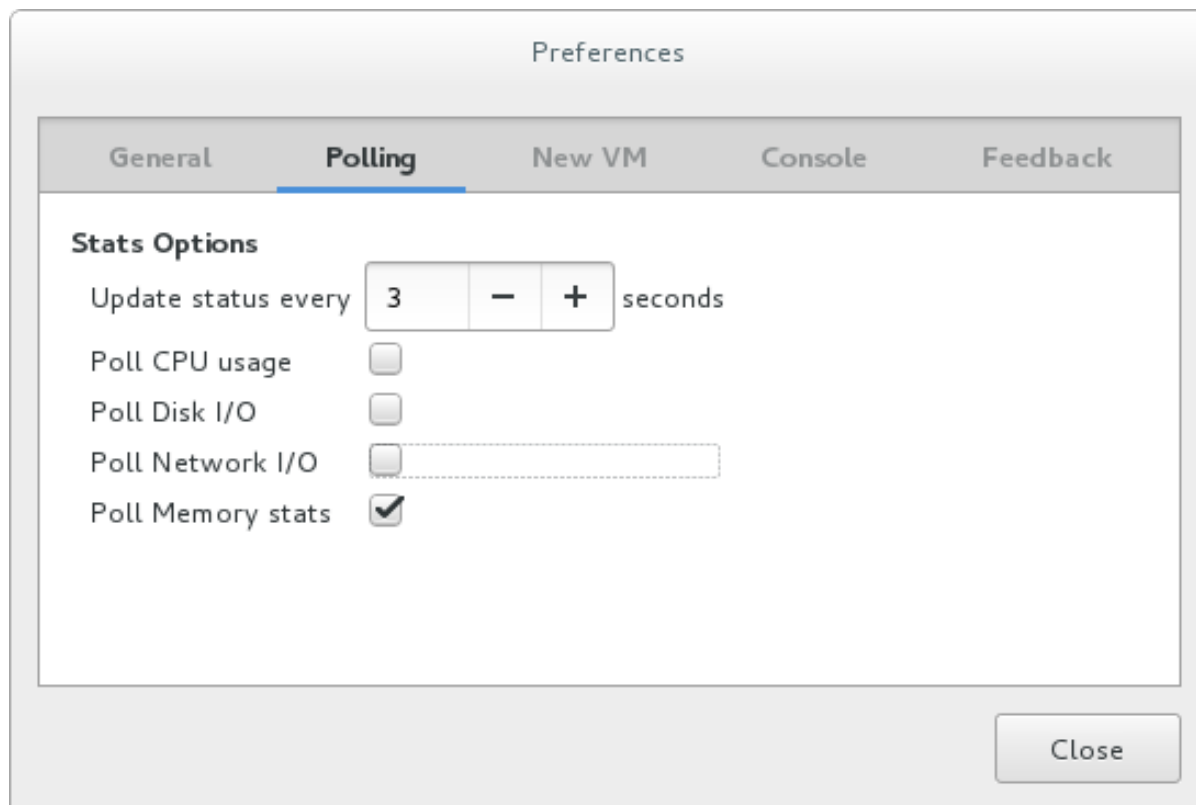 Preferences
General Polling New VM Console Feedback
Stats Options
Update status every 3 − + seconds
Poll CPU usage
Poll Disk I/O
Poll Network I/O
Poll Memory stats
Close